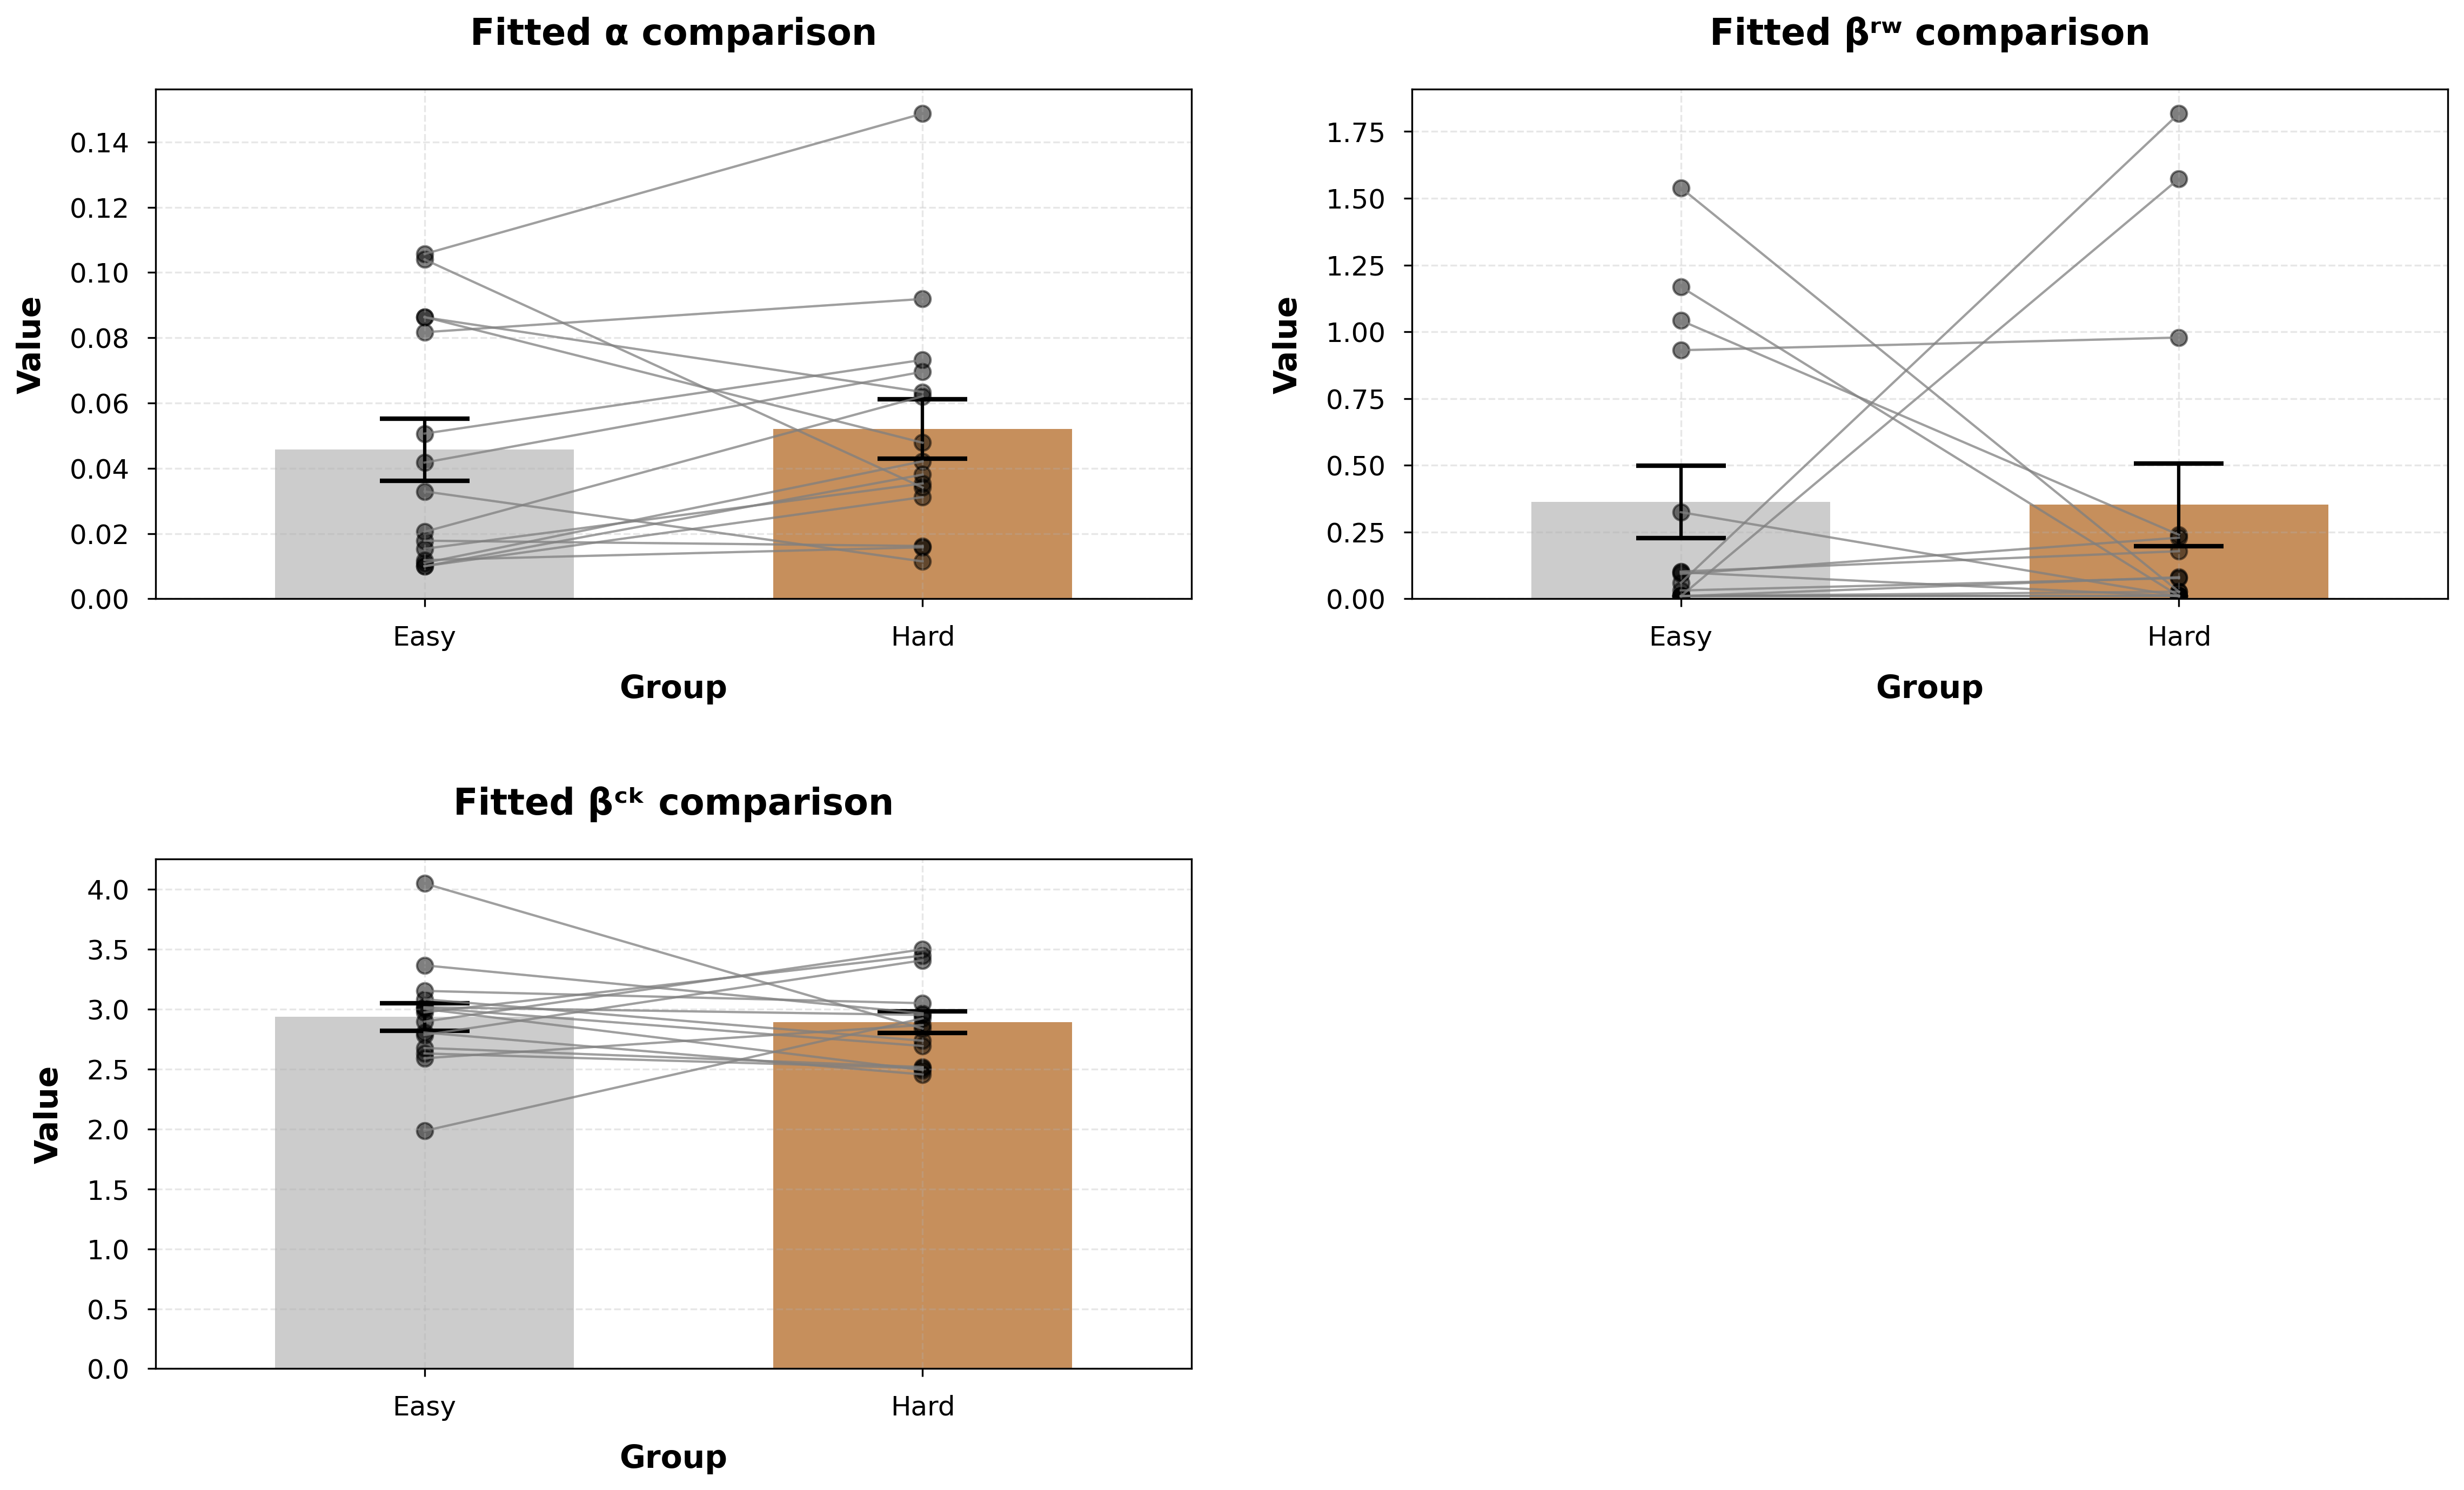 Fitted α comparison
Value
0.14
0.12
0.10
0.08
0.06
0.04
0.02
0.00
Easy
Hard
Group
Fitted βʳʷ comparison
Value
1.75
1.50
1.25
1.00
0.75
0.50
0.25
0.00
Easy
Hard
Group
Fitted βᶜᵏ comparison
Value
4.0
3.5
3.0
2.5
2.0
1.5
1.0
0.5
0.0
Easy
Hard
Group